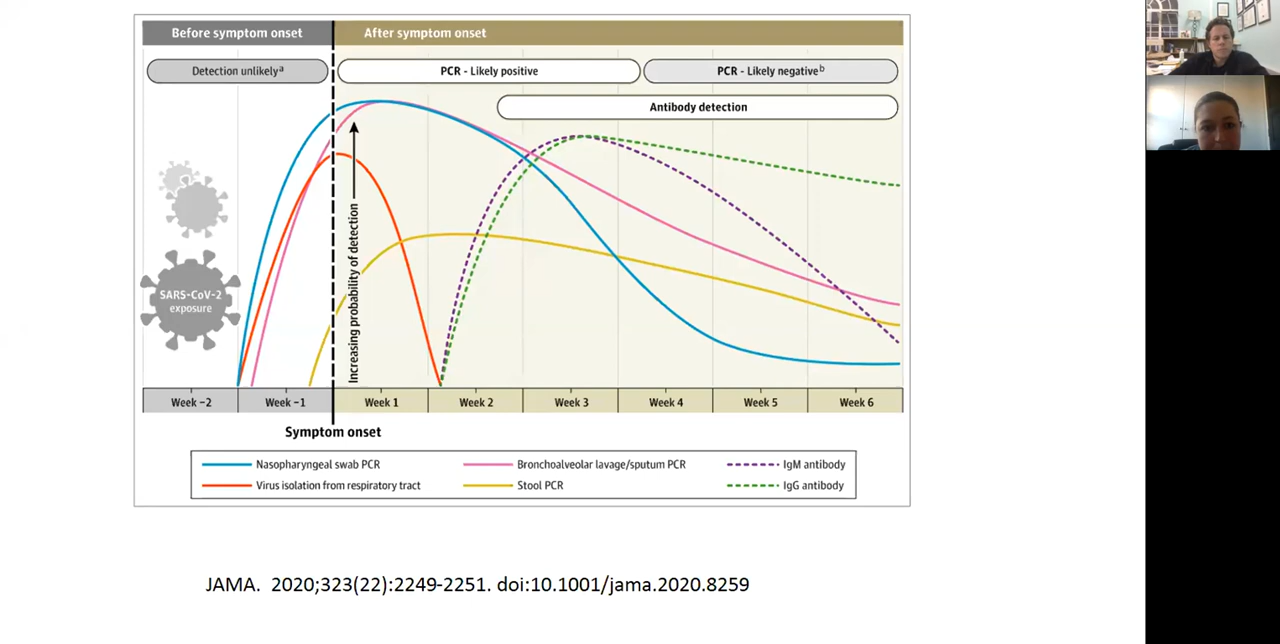 Before symptom onset
After symptom onset
Detection unlikelyᵃ
PCR - Likely positive
PCR - Likely negativeᵇ
Antibody detection
SARS-CoV-2
exposure
Increasing probability of detection
Week −2
Week −1
Week 1
Week 2
Week 3
Week 4
Week 5
Week 6
Symptom onset
Nasopharyngeal swab PCR
Bronchoalveolar lavage/sputum PCR
IgM antibody
Virus isolation from respiratory tract
Stool PCR
IgG antibody
JAMA. 2020;323(22):2249-2251. doi:10.1001/jama.2020.8259